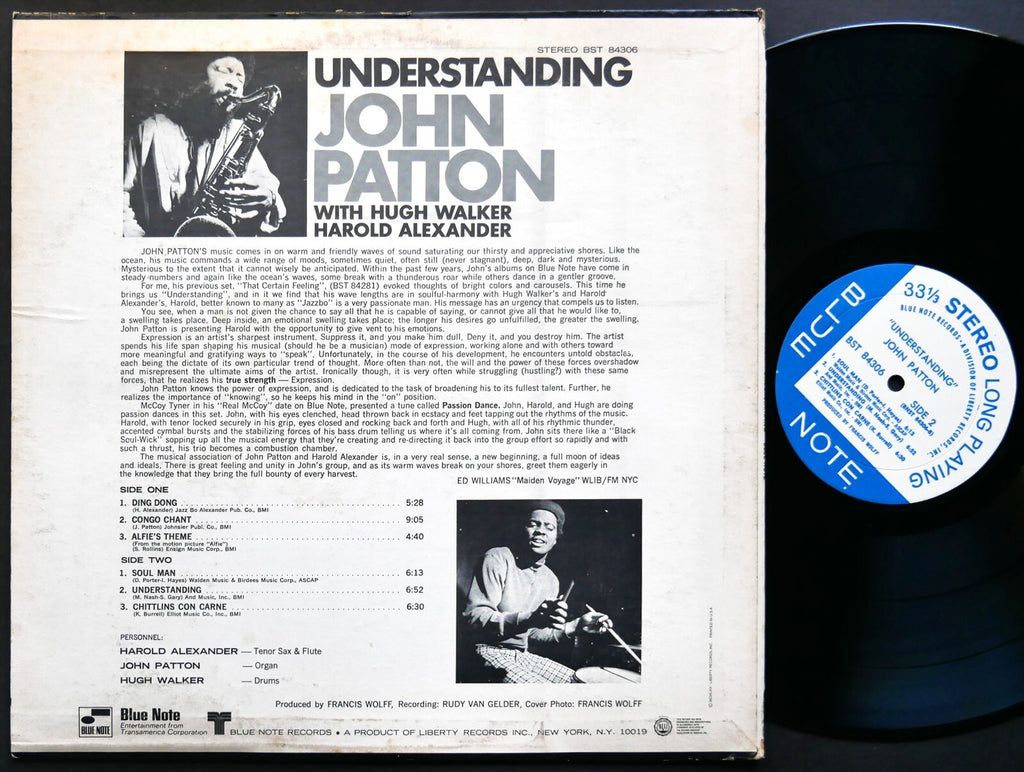 STEREO BST 84306
UNDERSTANDING
JOHN
PATTON
WITH HUGH WALKER
HAROLD ALEXANDER
JOHN PATTON'S music comes in on warm and friendly waves of sound saturating our thirsty and appreciative shores. Like the
ocean, his music commands a wide range of moods, sometimes quiet, often still (never stagnant), deep, dark and mysterious.
Mysterious to the extent that it cannot wisely be anticipated. Within the past few years, John's albums on Blue Note have come in
steady numbers and again like the ocean's waves, some break with a thunderous roar while others dance in a gentler groove.
For me, his previous set, "That Certain Feeling", (BST 84281) evoked thoughts of bright colors and carousels. This time he
brings us "Understanding", and in it we find that his wave lengths are in soulful-harmony with Hugh Walker's and Harold
Alexander's. Harold, better known to many as "Jazzbo" is a very passionate man. His message has an urgency that compels us to listen.
You see, when a man is not given the chance to say all that he is capable of saying, or cannot give all that he would like to,
a swelling takes place. Deep inside, an emotional swelling takes place; the longer his desires go unfulfilled, the greater the swelling.
John Patton is presenting Harold with the opportunity to give vent to his emotions.
Expression is an artist's sharpest instrument. Suppress it, and you make him dull. Deny it, and you destroy him. The artist
spends his life span shaping his musical (should he be a musician) mode of expression, working alone and with others toward
more meaningful and gratifying ways to "speak". Unfortunately, in the course of his development, he encounters untold obstacles,
each being the dictate of its own particular trend of thought. More often than not, the will and the power of these forces overshadow
and misrepresent the ultimate aims of the artist. Ironically though, it is very often while struggling (hustling?) with these same
forces, that he realizes his true strength — Expression.
John Patton knows the power of expression, and is dedicated to the task of broadening his to its fullest talent. Further, he
realizes the importance of "knowing", so he keeps his mind in the "on" position.
McCoy Tyner in his "Real McCoy" date on Blue Note, presented a tune called Passion Dance. John, Harold, and Hugh are doing
passion dances in this set. John, with his eyes clenched, head thrown back in ecstacy and feet tapping out the rhythms of the music.
Harold, with tenor locked securely in his grip, eyes closed and rocking back and forth and Hugh, with all of his rhythmic thunder,
accented cymbal bursts and the stabilizing forces of his bass drum telling us where it's all coming from. John sits there like a "Black
Soul-Wick" sopping up all the musical energy that they're creating and re-directing it back into the group effort so rapidly and with
such a thrust, his trio becomes a combustion chamber.
The musical association of John Patton and Harold Alexander is, in a very real sense, a new beginning, a full moon of ideas
and ideals. There is great feeling and unity in John's group, and as its warm waves break on your shores, greet them eagerly in
the knowledge that they bring the full bounty of every harvest.
ED WILLIAMS "Maiden Voyage" WLIB/FM NYC
SIDE ONE
1. DING DONG 5:28
(H. Alexander) Jazz Bo Alexander Pub. Co., BMI
2. CONGO CHANT 9:05
(J. Patton) Johnsier Publ. Co., BMI
3. ALFIE'S THEME 4:40
(From the motion picture "Alfie")
(S. Rollins) Ensign Music Corp., BMI
SIDE TWO
1. SOUL MAN 6:13
(D. Porter-I. Hayes) Walden Music & Birdees Music Corp., ASCAP
2. UNDERSTANDING 6:52
(M. Nash-S. Gary) And Music, Inc., BMI
3. CHITTLINS CON CARNE 6:30
(K. Burrell) Elliot Music Co., Inc., BMI
PERSONNEL:
HAROLD ALEXANDER — Tenor Sax & Flute
JOHN PATTON — Organ
HUGH WALKER — Drums
Produced by FRANCIS WOLFF, Recording: RUDY VAN GELDER, Cover Photo: FRANCIS WOLFF
BLUE NOTE
Blue Note
Entertainment from
Transamerica Corporation
BLUE NOTE RECORDS • A PRODUCT OF LIBERTY RECORDS INC., NEW YORK, N.Y. 10019
33⅓ STEREO LONG PLAYING
BLUE NOTE RECORDS • A DIVISION OF LIBERTY RECORDS, INC.
BLUE NOTE
"UNDERSTANDING"
JOHN PATTON
BST 84306
SIDE 2
1. SOUL MAN
2. UNDERSTANDING
3. CHITTLINS CON CARNE (K. Burrell)
PRODUCED BY FRANCIS WOLFF